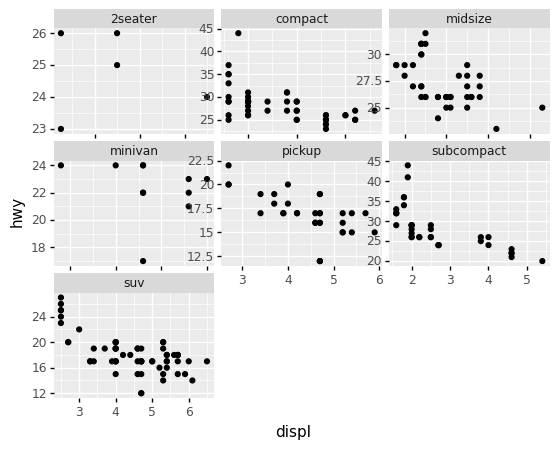 2seater compact midsize
26 25 24 23
45 40 35 30 25
30 27.5 25
minivan pickup subcompact
24 22 20 18
22.5 20 17.5 15 12.5
45 40 35 30 25 20
3 4 5 6
2 3 4 5
suv
24 20 16 12
3 4 5 6
hwy
displ